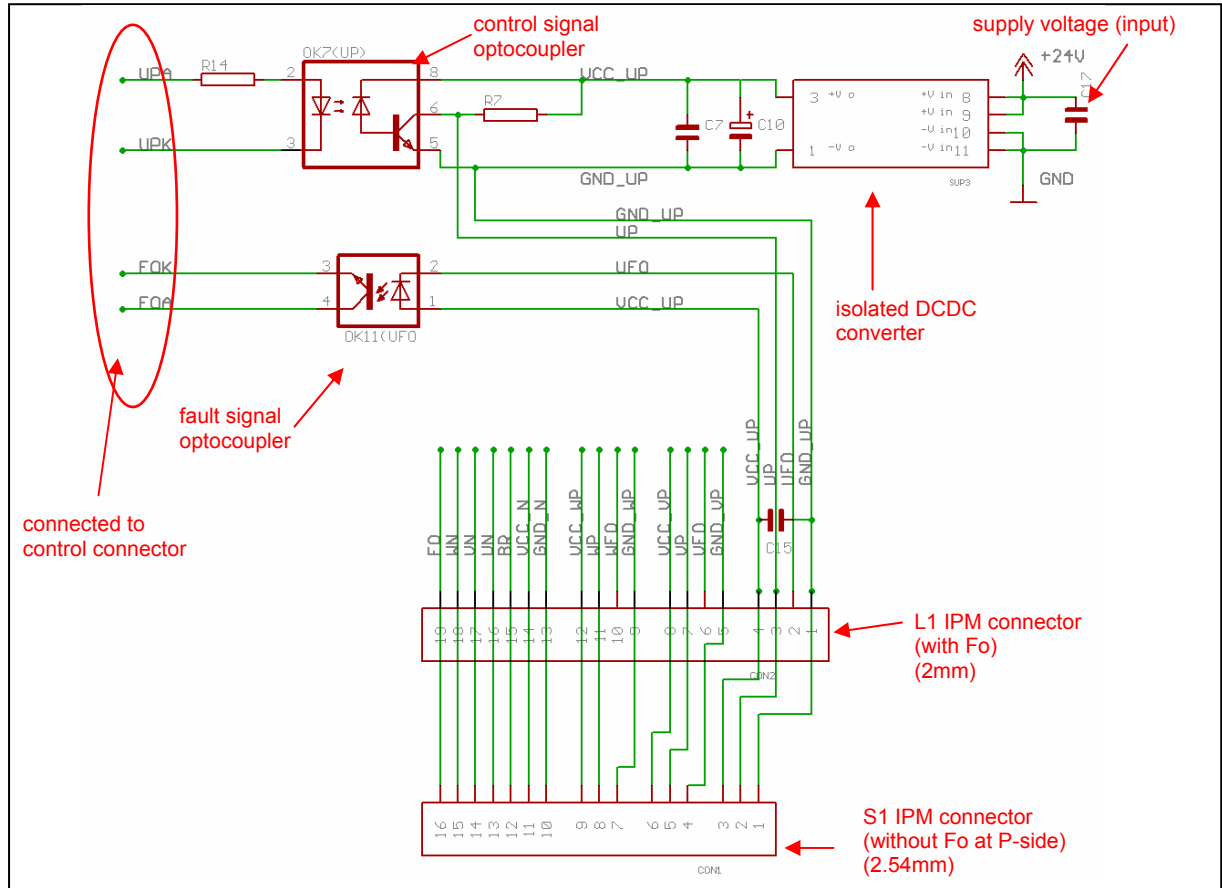 control signal
optocoupler
supply voltage (input)
OK7(UP)
+24V
UPA
R14
2
8
VCC_UP
3 +V o
+V in 8
C17
6
R7
+V in 9
C7
C10
+
-V in 10
UPK
3
5
1 -V o
-V in 11
GND_UP
SUP3
GND
GND_UP
UP
FOK
3
2
UFO
FOA
4
1
VCC_UP
OK11(UFO
isolated DCDC
converter
fault signal
optocoupler
connected to
control connector
FO
WN
VN
UN
BR
VCC_N
GND_N
VCC_WP
WP
WFO
GND_WP
VCC_VP
VP
VFO
GND_VP
VCC_UP
UP
UFO
GND_UP
C15
19 18 17 16 15 14 13 12 11 10 9 8 7 6 5 4 3 2 1
CON2
L1 IPM connector
(with Fo)
(2mm)
16 15 14 13 12 11 10 9 8 7 6 5 4 3 2 1
CON1
S1 IPM connector
(without Fo at P-side)
(2.54mm)